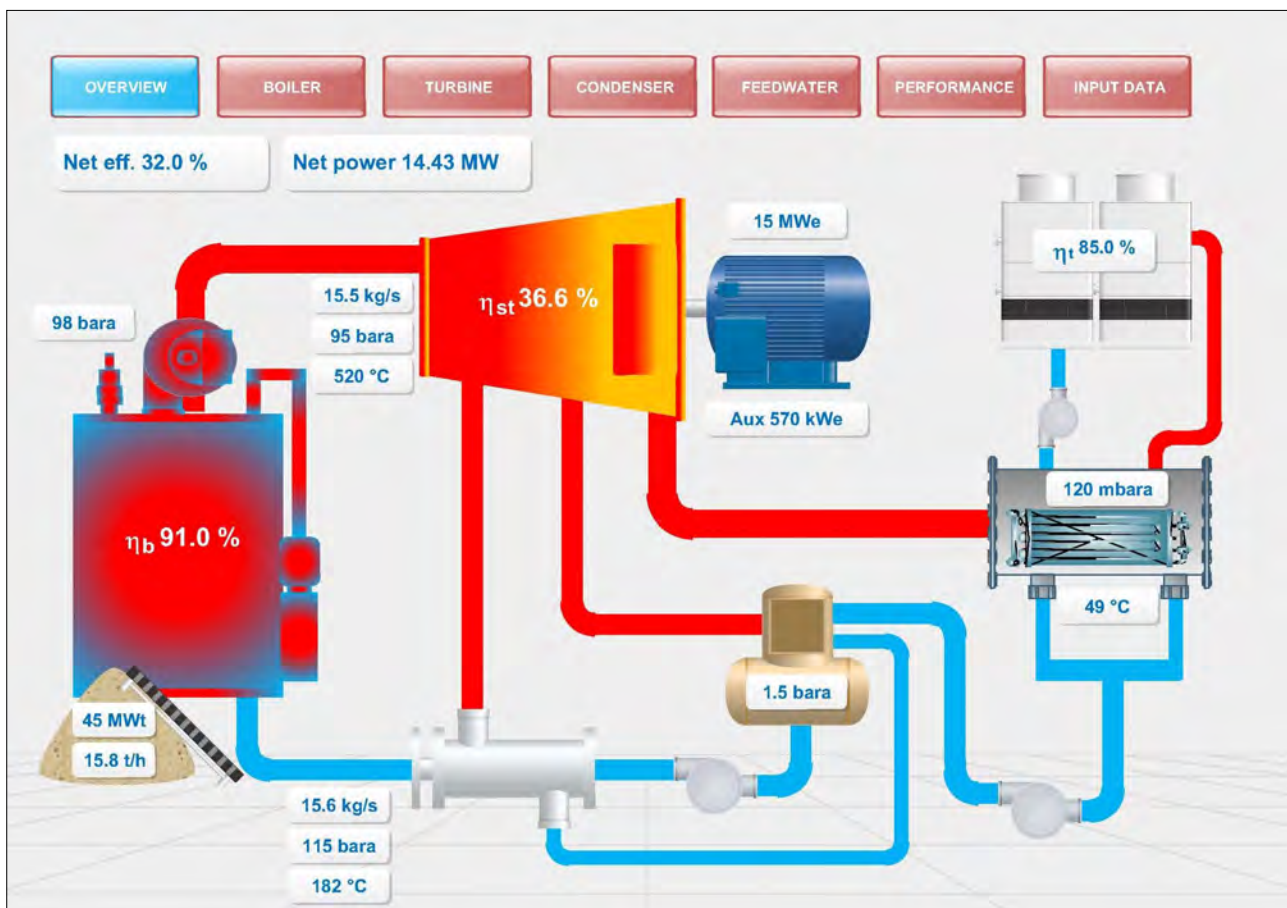 OVERVIEW
BOILER
TURBINE
CONDENSER
FEEDWATER
PERFORMANCE
INPUT DATA
Net eff. 32.0 %
Net power 14.43 MW
15 MWe
ηt 85.0 %
15.5 kg/s
ηst 36.6 %
98 bara
95 bara
520 °C
Aux 570 kWe
120 mbara
ηb 91.0 %
49 °C
1.5 bara
45 MWt
15.8 t/h
15.6 kg/s
115 bara
182 °C